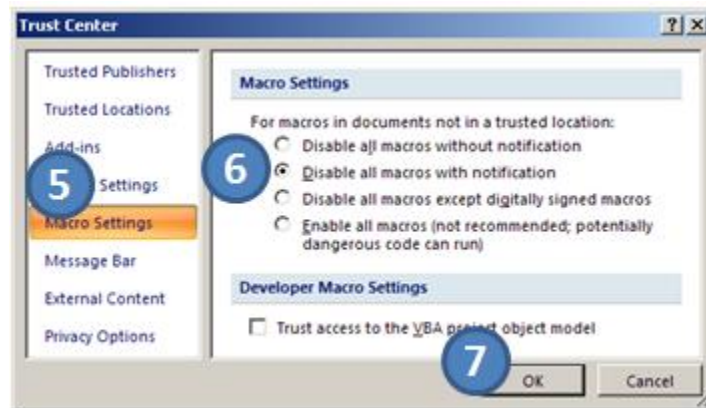 Trust Center
Trusted Publishers
Trusted Locations
Add-ins
5
Settings
Macro Settings
Message Bar
External Content
Privacy Options
Macro Settings
For macros in documents not in a trusted location:
Disable all macros without notification
6
Disable all macros with notification
Disable all macros except digitally signed macros
Enable all macros (not recommended; potentially
dangerous code can run)
Developer Macro Settings
Trust access to the VBA project object model
7
OK
Cancel